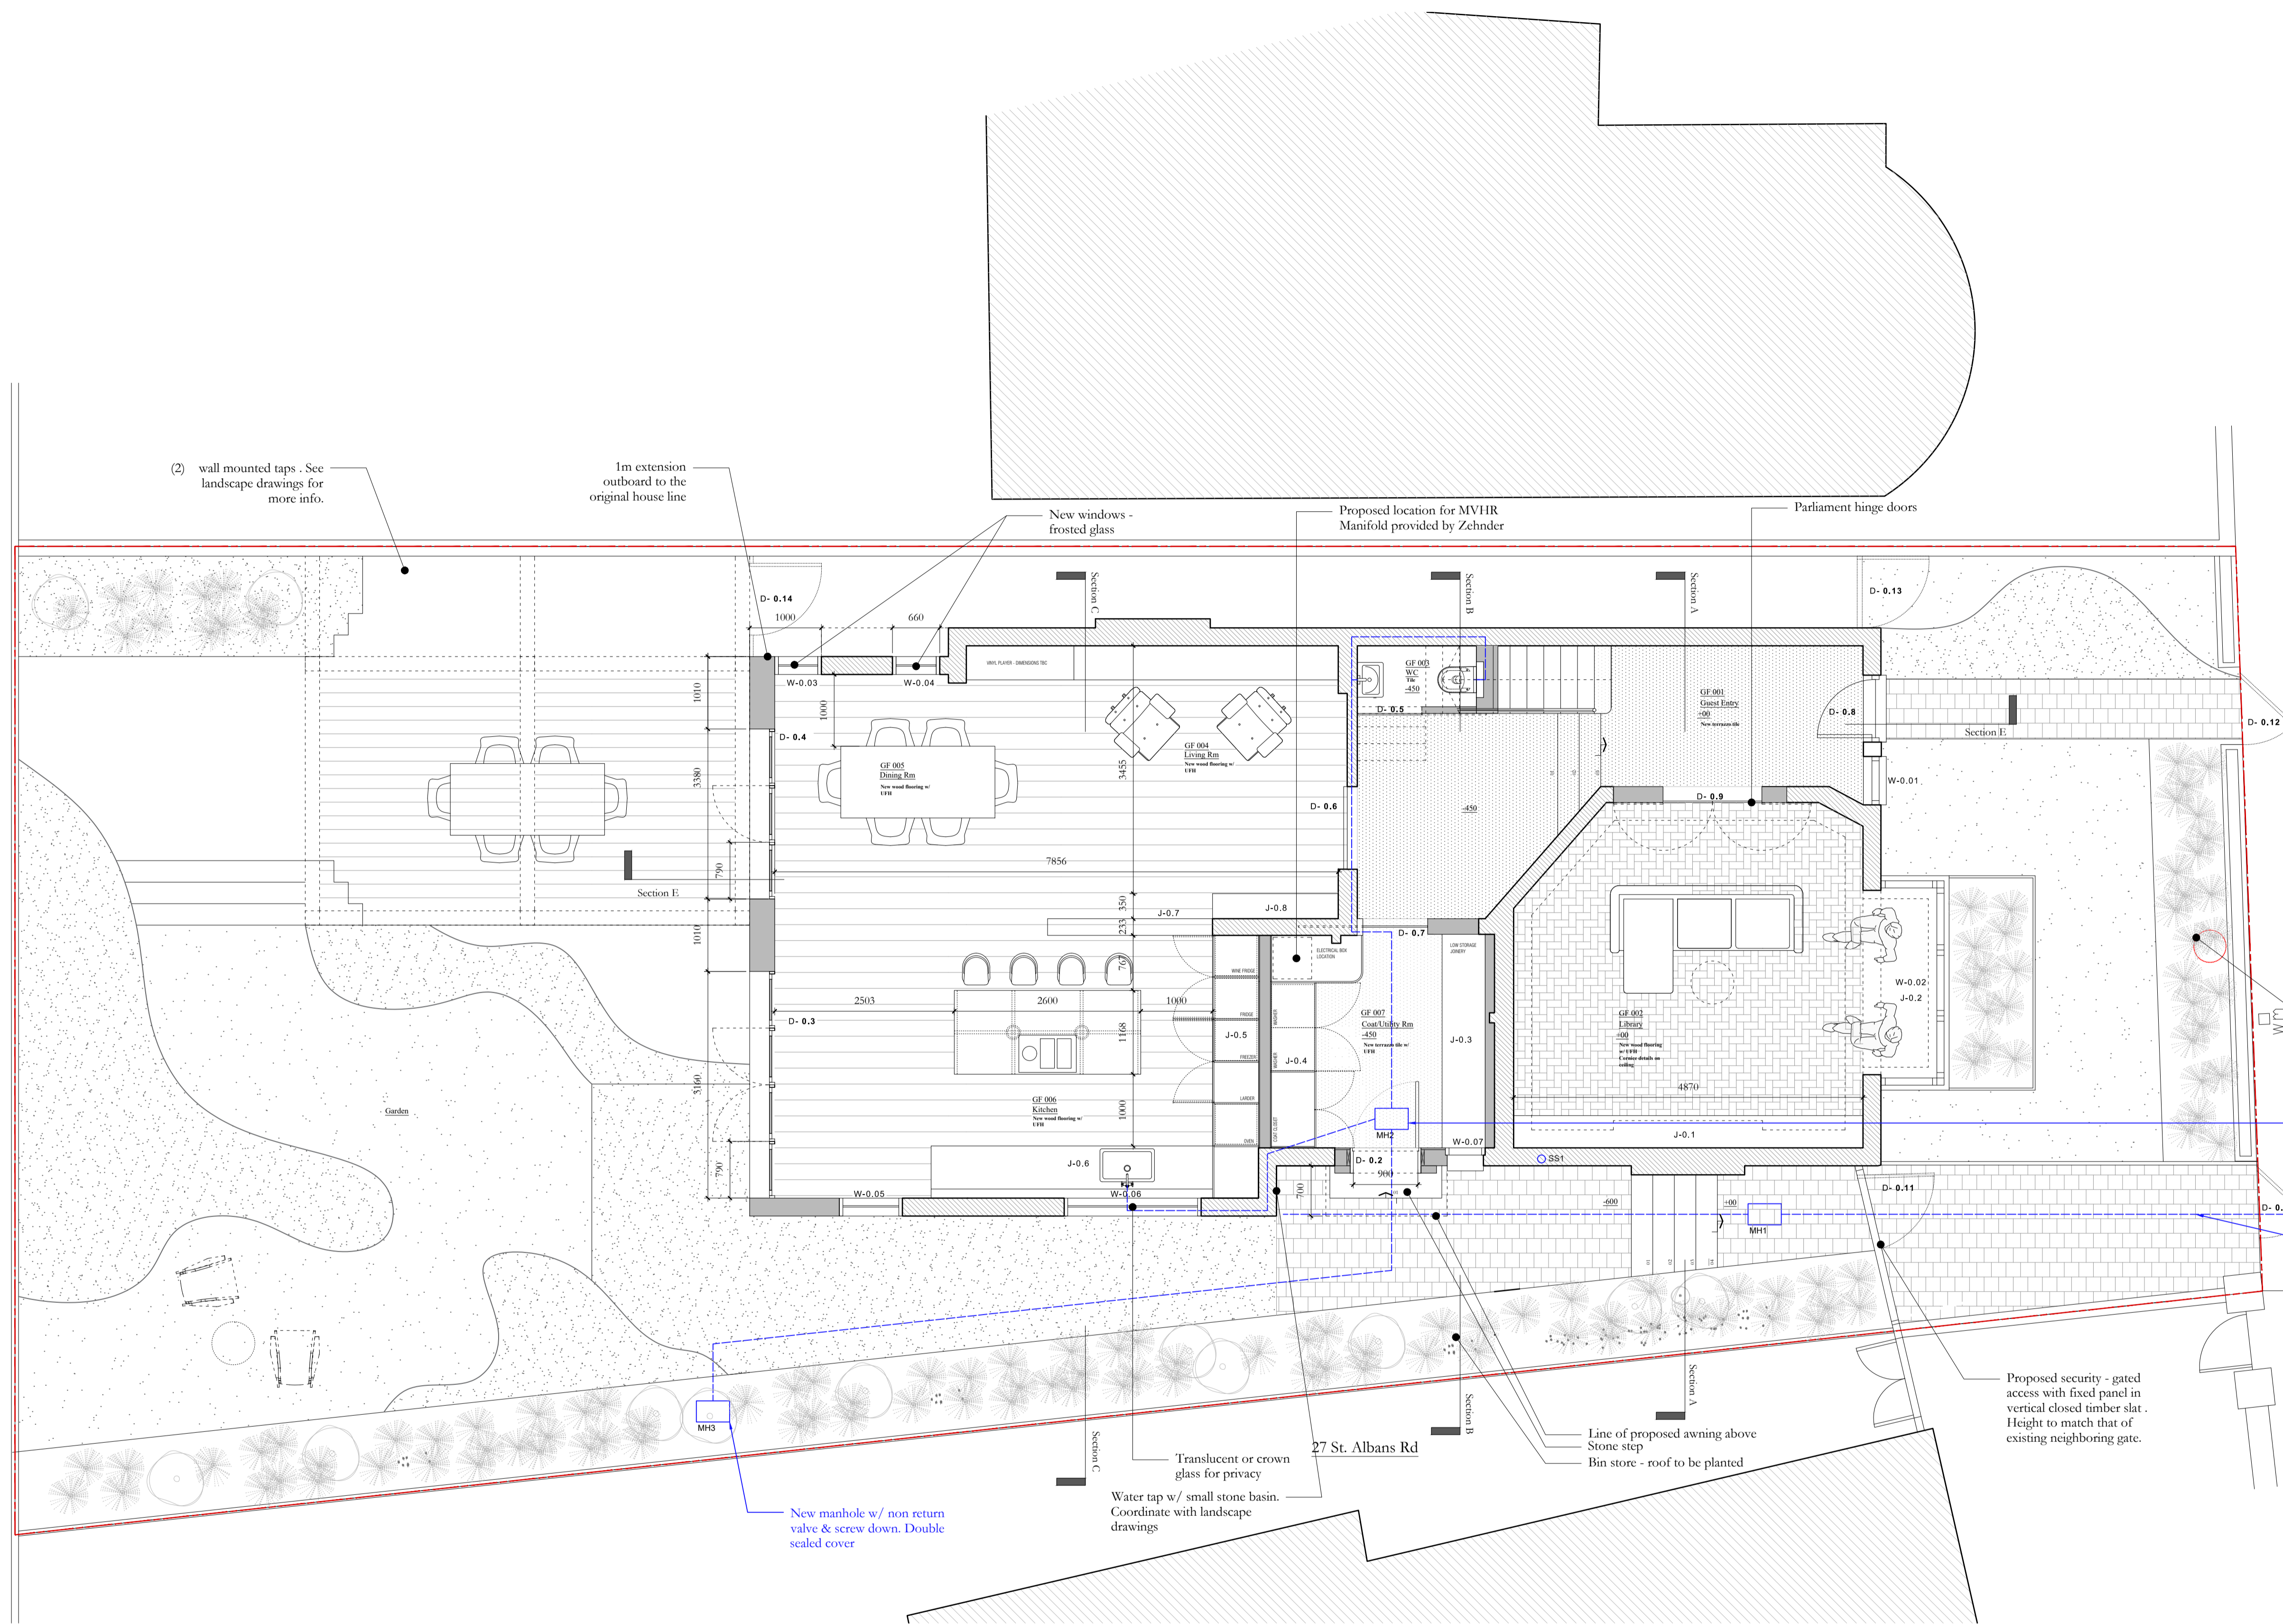 (2) wall mounted taps . See
landscape drawings for
more info.
1m extension
outboard to the
original house line
New windows -
frosted glass
Proposed location for MVHR
Manifold provided by Zehnder
Parliament hinge doors
D- 0.14
1000
660
Section C
Section B
Section A
D- 0.13
W-0.03
W-0.04
VINYL PLAYER - DIMENSIONS TBC
GF 003
WC
Tile
-450
D- 0.5
GF 001
Guest Entry
+00
New terrazzo tile
D- 0.8
D- 0.12
Section E
W-0.01
1010
1000
D- 0.4
3380
GF 005
Dining Rm
New wood flooring w/
UFH
GF 004
Living Rm
New wood flooring w/
UFH
3455
D- 0.6
-450
D- 0.9
790
7856
Section E
350
233
J-0.7
J-0.8
D- 0.7
1010
767
WINE FRIDGE
ELECTRICAL BOX
LOCATION
LOW STORAGE
JOINERY
2503
2600
1000
W-0.02
J-0.2
D- 0.3
FRIDGE
J-0.5
FREEZER
1168
WASHER
WASHER
J-0.4
GF 007
Coat/Utility Rm
-450
New terrazzo tile w/
UFH
J-0.3
GF 002
Library
+00
New wood flooring
w/ UFH
Cornice details on
ceiling
4870
3160
GF 006
Kitchen
New wood flooring w/
UFH
1000
LARDER
OVEN
COAT CLOSET
MH2
Garden
J-0.6
D- 0.2
W-0.07
J-0.1
SS1
790
900
700
W-0.05
W-0.06
-600
+00
MH1
D- 0.11
D- 0.
MH3
Section C
Section B
Section A
27 St. Albans Rd
Line of proposed awning above
Stone step
Bin store - roof to be planted
Translucent or crown
glass for privacy
Water tap w/ small stone basin.
Coordinate with landscape
drawings
New manhole w/ non return
valve & screw down. Double
sealed cover
Proposed security - gated
access with fixed panel in
vertical closed timber slat .
Height to match that of
existing neighboring gate.